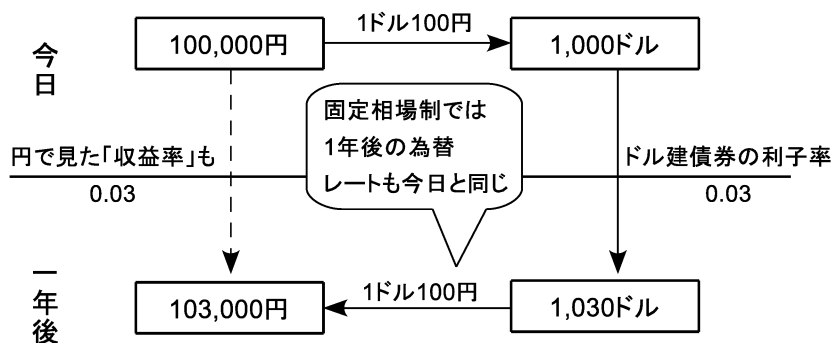 今日
100,000円
1ドル100円
1,000ドル
固定相場制では
1年後の為替
レートも今日と同じ
円で見た「収益率」も
0.03
ドル建債券の利子率
0.03
一年後
103,000円
1ドル100円
1,030ドル